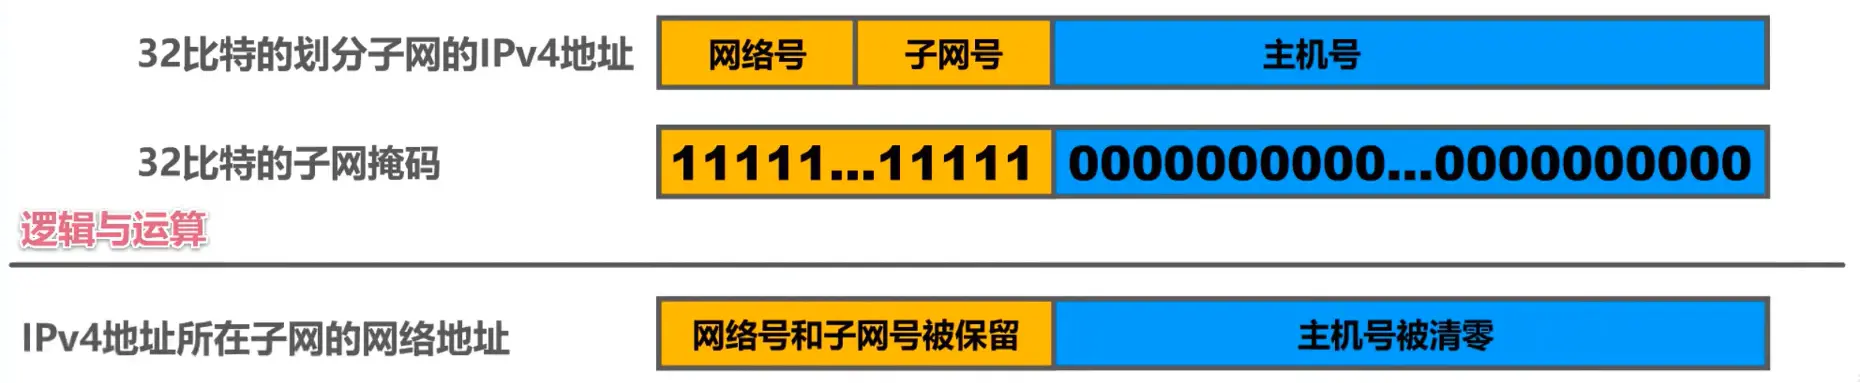 32比特的划分子网的IPv4地址 网络号 子网号 主机号
32比特的子网掩码 11111...11111 0000000000...0000000000
逻辑与运算
IPv4地址所在子网的网络地址 网络号和子网号被保留 主机号被清零